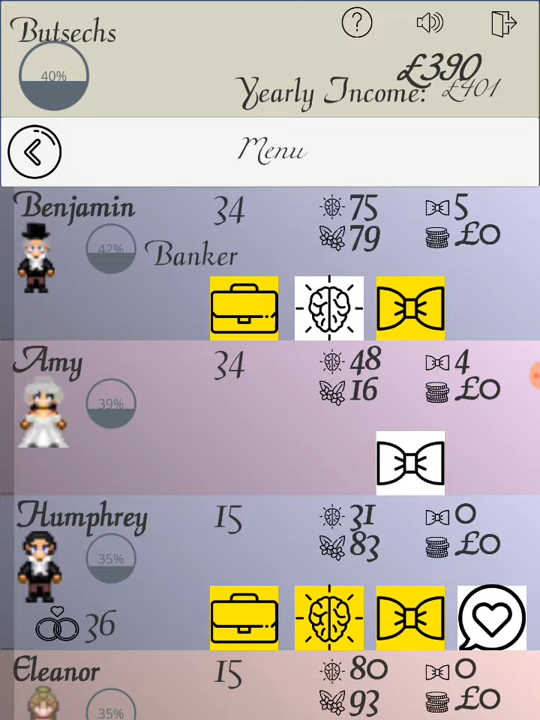 Butsechs
40%
£390
Yearly Income: £401
Menu
Benjamin 34 75 5
42% Banker 79 £0
Amy 34 48 4
39% 16 £0
Humphrey 15 31 0
35% 83 £0
36
Eleanor 15 80 0
35% 93 £0